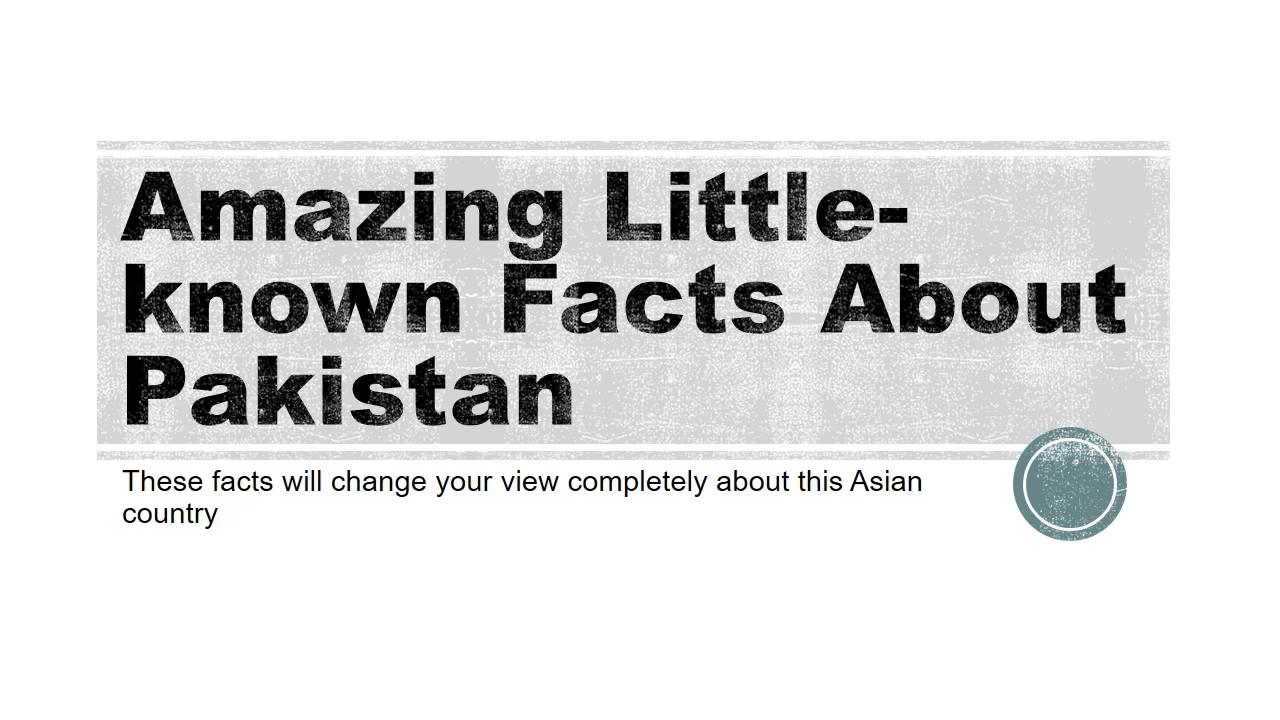 Amazing Little-
known Facts About
Pakistan
These facts will change your view completely about this Asian
country